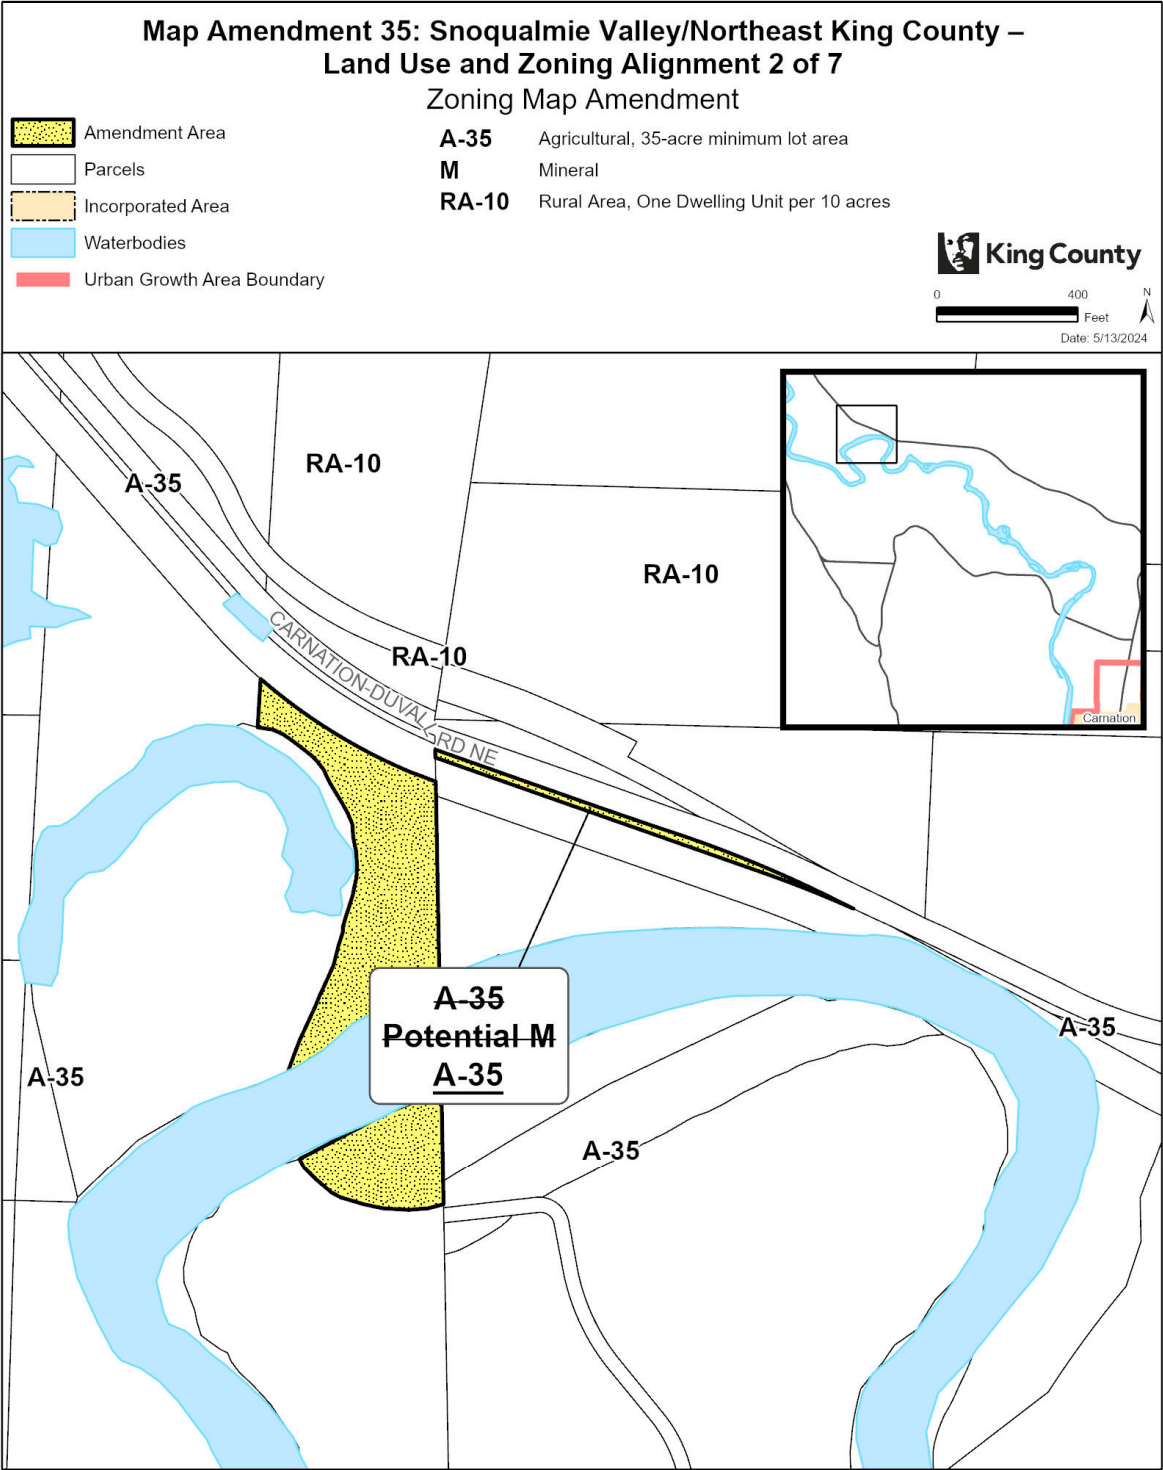 Map Amendment 35: Snoqualmie Valley/Northeast King County –
Land Use and Zoning Alignment 2 of 7
Zoning Map Amendment
Amendment Area
Parcels
Incorporated Area
Waterbodies
Urban Growth Area Boundary
A-35 Agricultural, 35-acre minimum lot area
M Mineral
RA-10 Rural Area, One Dwelling Unit per 10 acres
King County
0 400
Feet
N
Date: 5/13/2024
RA-10
A-35
RA-10
RA-10
CARNATION-DUVALL RD NE
Carnation
A-35
Potential M
A-35
A-35
A-35
A-35